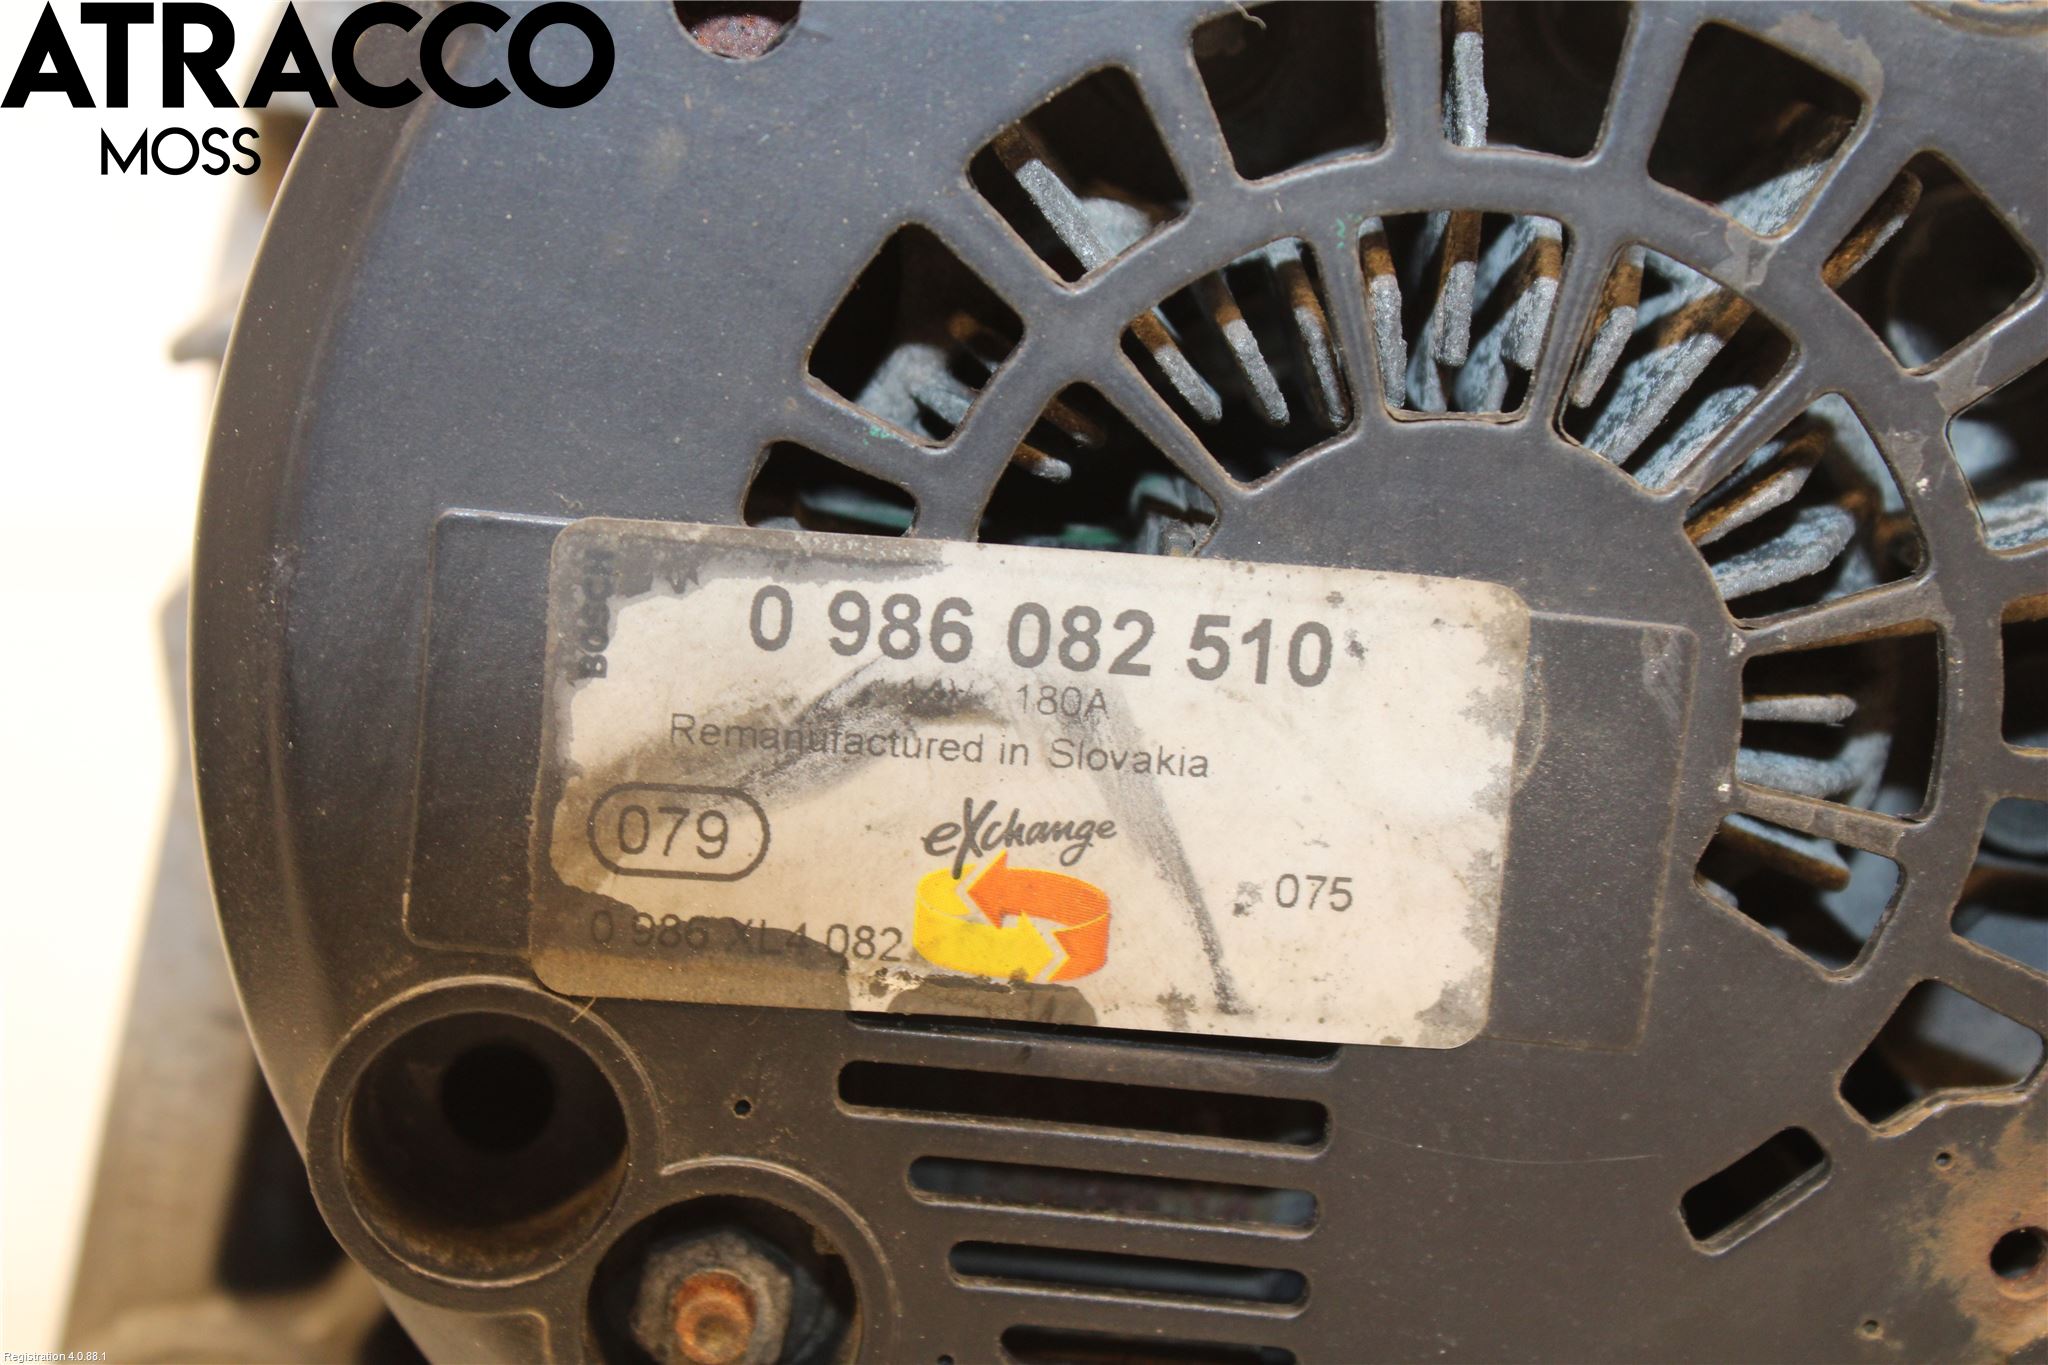 ATRACCO
MOSS
BOSCH
0 986 082 510
14V 180A
Remanufactured in Slovakia
079
eXchange
075
0 986 XL4 082
Registration 4.0.88.1